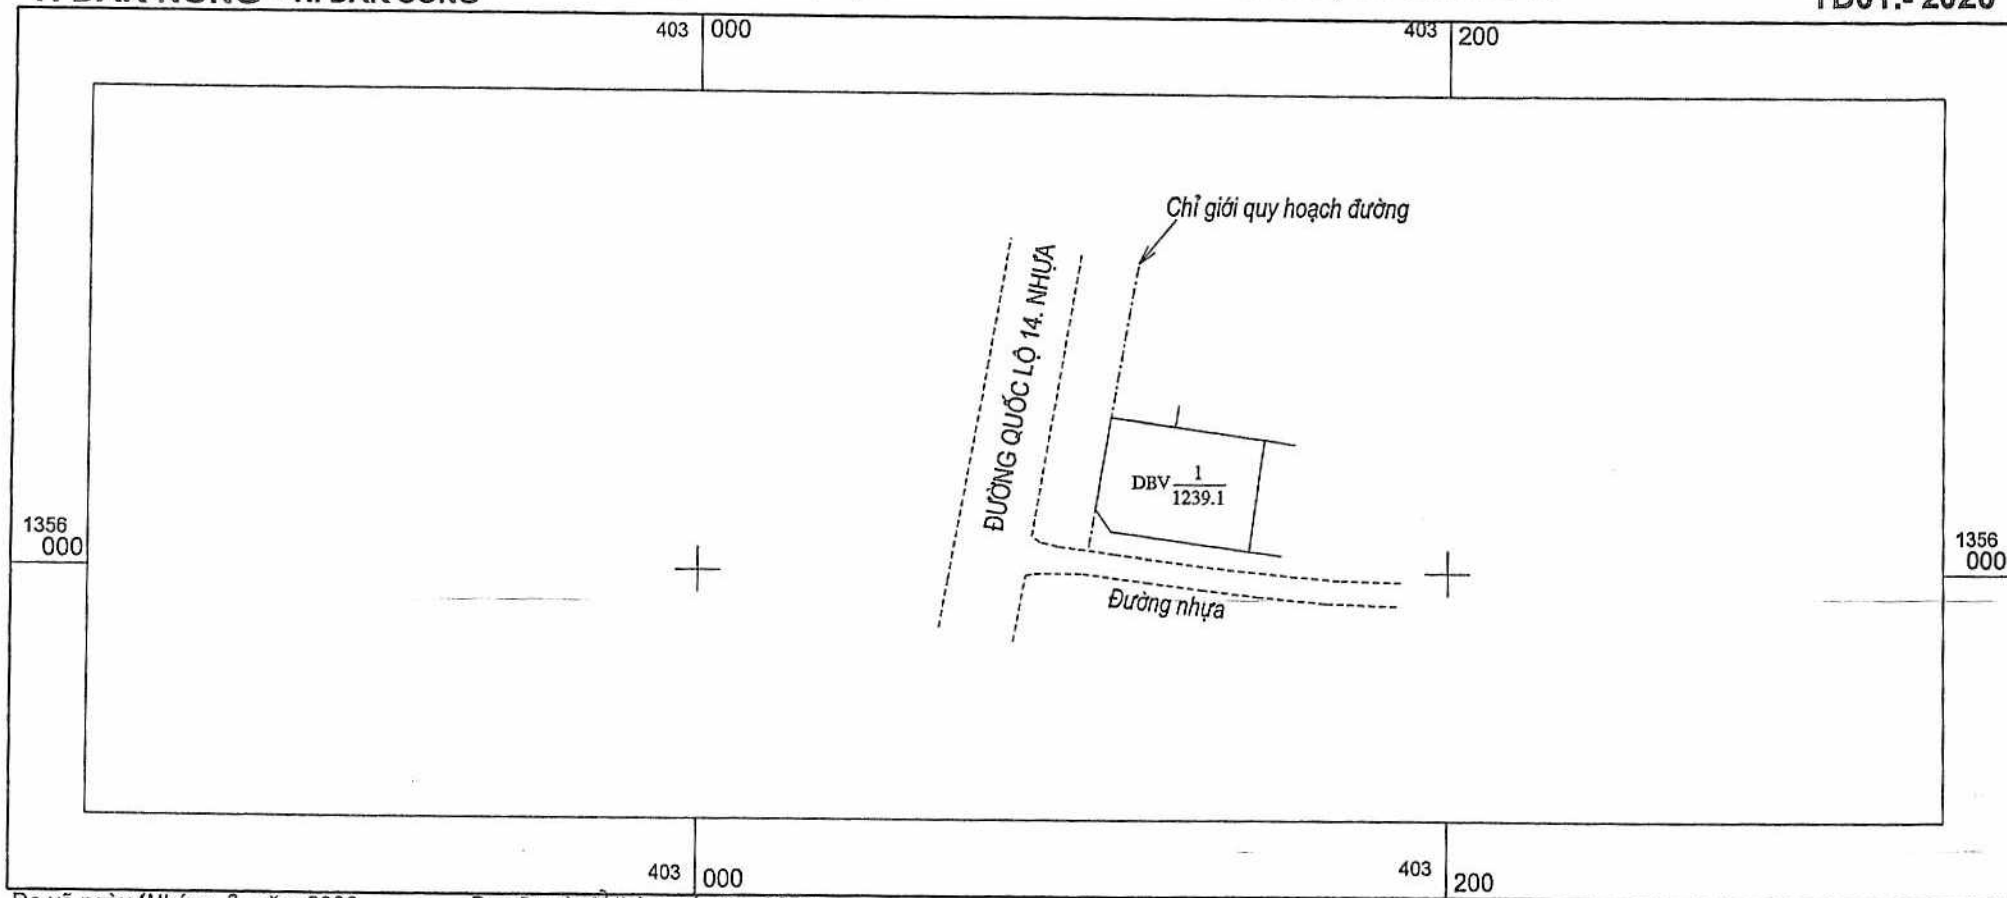 403 000
403 200
Chỉ giới quy hoạch đường
ĐƯỜNG QUỐC LỘ 14. NHỰA
DBV 1
1239.1
1356
000
1356
000
Đường nhựa
403 000
403 200